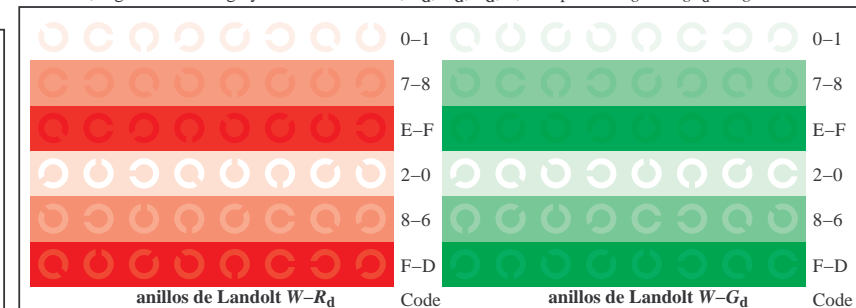 0–1 0–1
7–8 7–8
E–F E–F
2–0 2–0
8–6 8–6
F–D F–D
anillos de Landolt W–Rd Code anillos de Landolt W–Gd Code